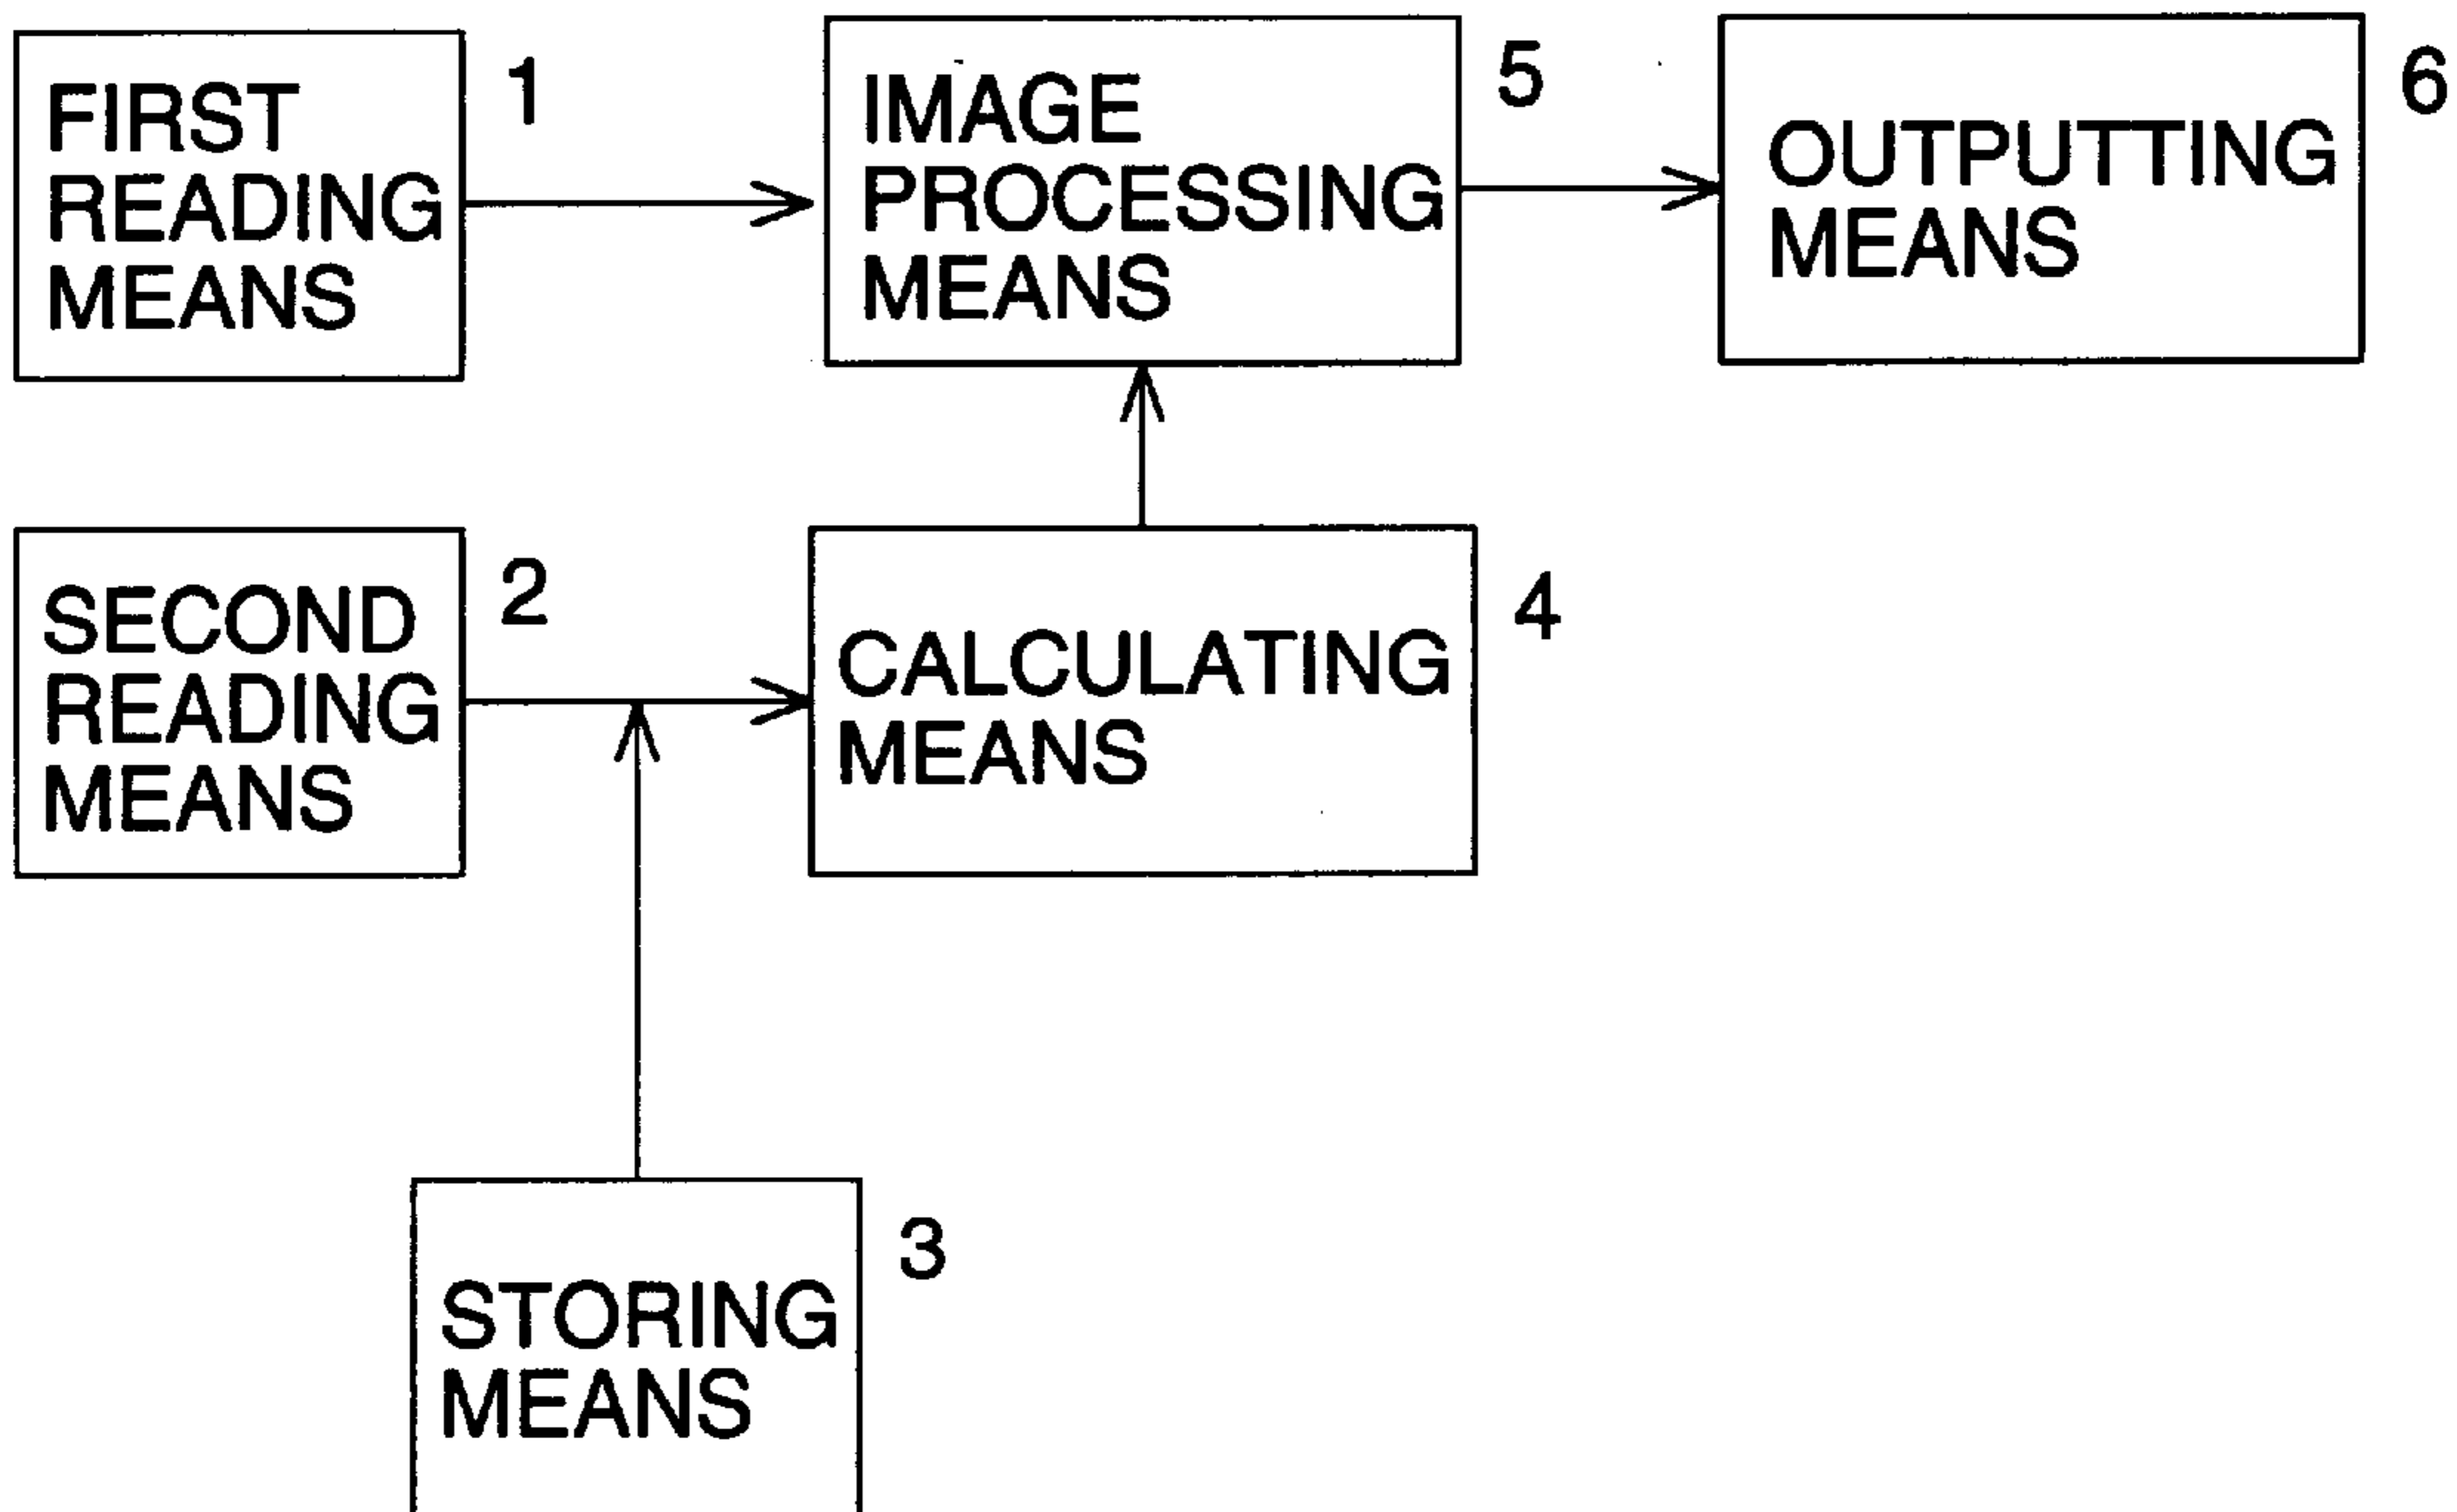 FIRST
READING
MEANS
1
IMAGE
PROCESSING
MEANS
5
OUTPUTTING
MEANS
6
SECOND
READING
MEANS
2
CALCULATING
MEANS
4
STORING
MEANS
3